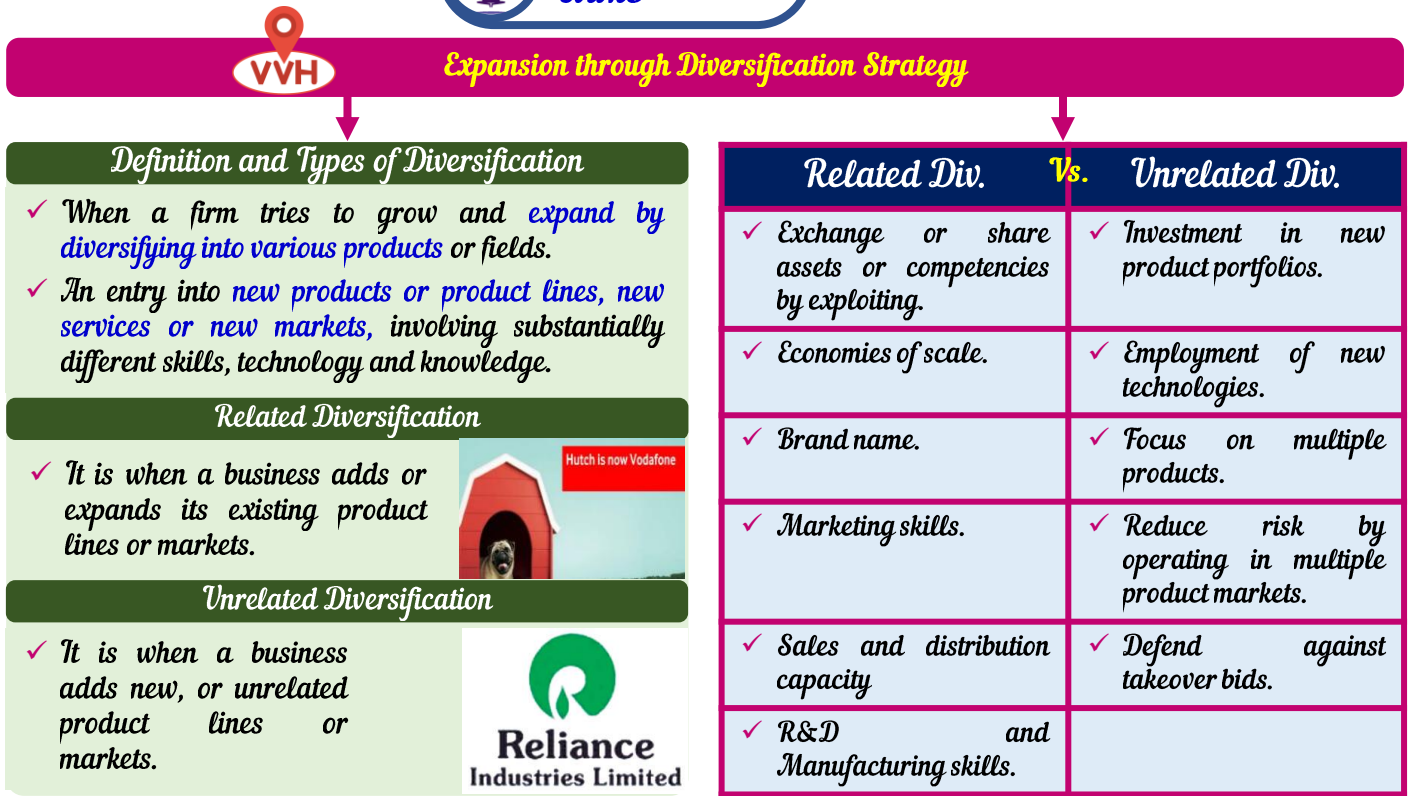 VVH
Expansion through Diversification Strategy
Definition and Types of Diversification
When a firm tries to grow and expand by
diversifying into various products or fields.
An entry into new products or product lines, new
services or new markets, involving substantially
different skills, technology and knowledge.
Related Diversification
It is when a business adds or
expands its existing product
lines or markets.
Hutch is now Vodafone
Unrelated Diversification
It is when a business
adds new, or unrelated
product lines or
markets.
Reliance
Industries Limited
Related Div. Vs. Unrelated Div.
Exchange or share
assets or competencies
by exploiting.
Investment in new
product portfolios.
Economies of scale.
Employment of new
technologies.
Brand name.
Focus on multiple
products.
Marketing skills.
Reduce risk by
operating in multiple
product markets.
Sales and distribution
capacity
Defend against
takeover bids.
R&D and
Manufacturing skills.